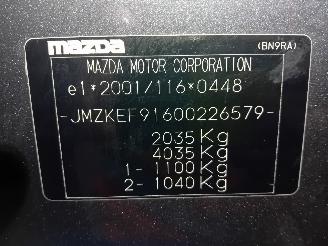 mazda
(BN9RA)
MAZDA MOTOR CORPORATION
e1*2001/116*0448
-JMZKEF91600226579-
2035 Kg
4035 Kg
1- 1100 Kg
2- 1040 Kg